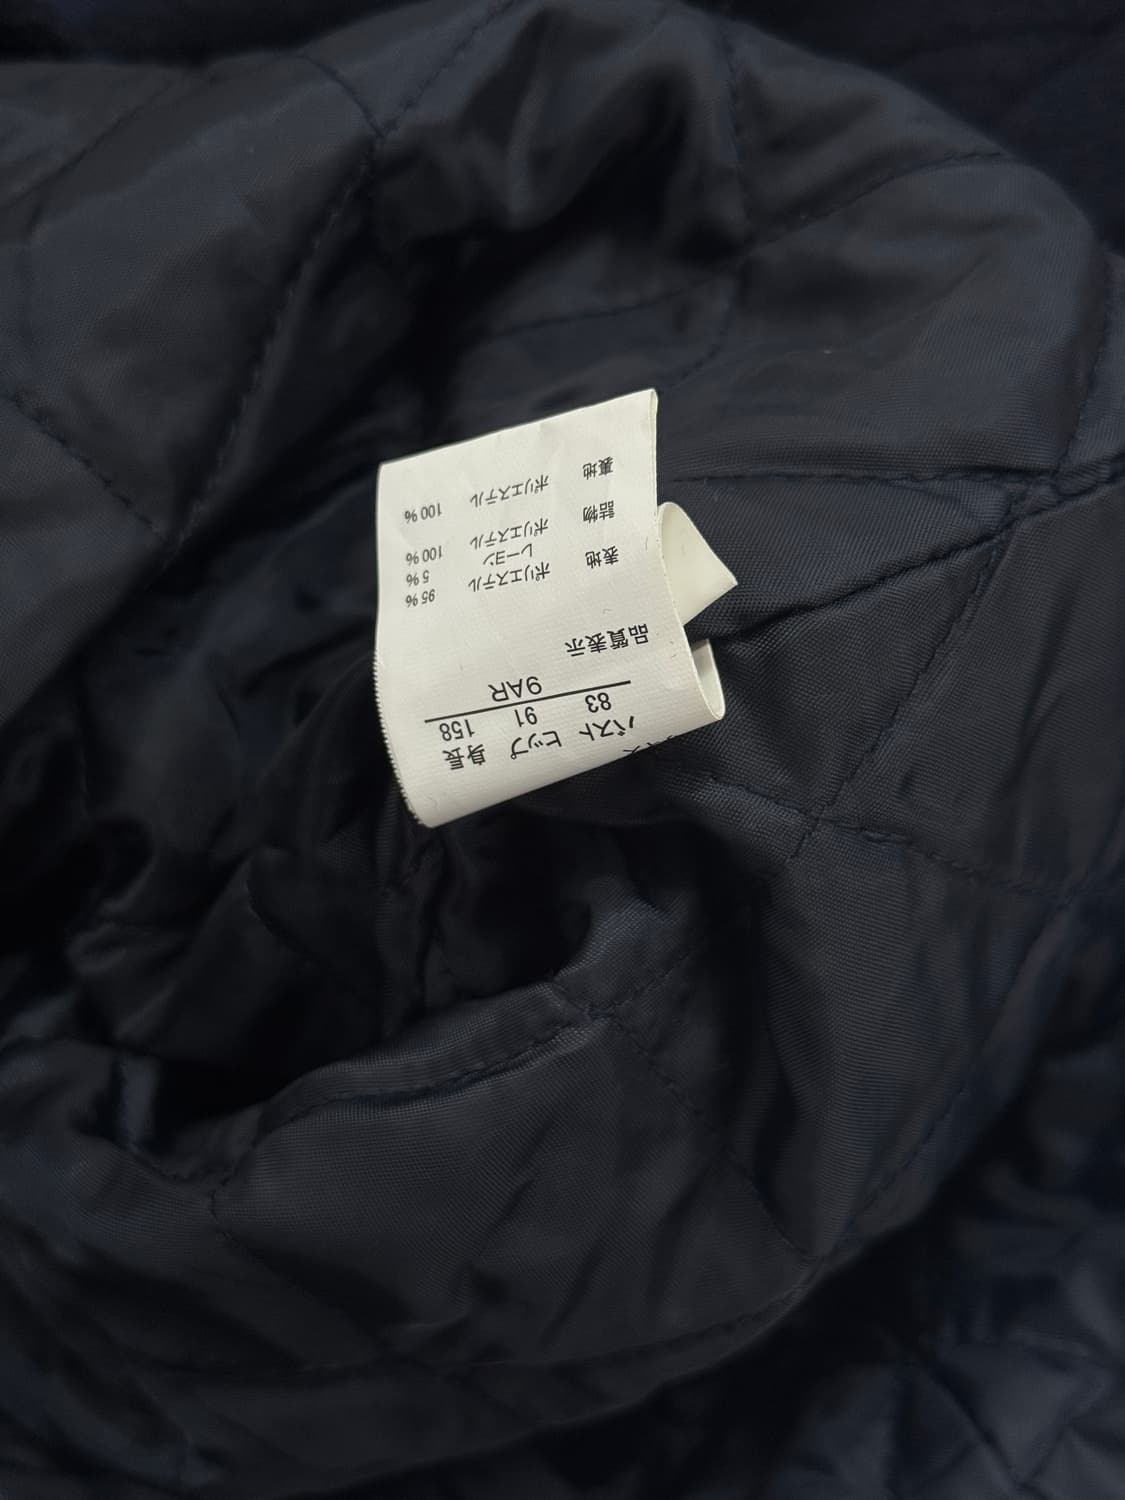 バスト 83
ヒップ 91
身長 158
9AR
品質表示
表地 ポリエステル 95%
レーヨン 5%
詰物 ポリエステル 100%
裏地 ポリエステル 100%